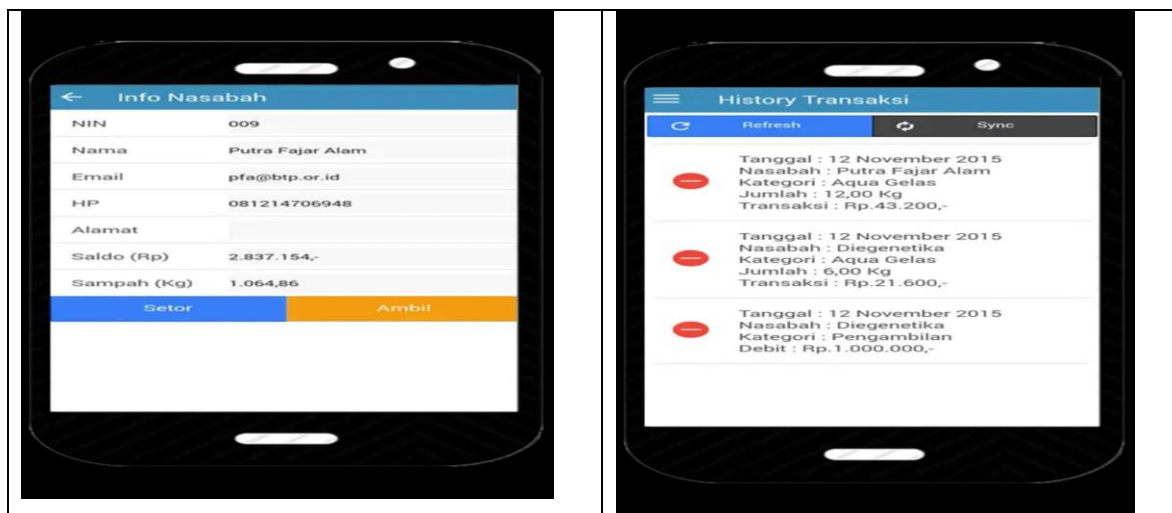 Info Nasabah
NIN 009
Nama Putra Fajar Alam
Email pfa@btp.or.id
HP 081214706948
Alamat
Saldo (Rp) 2.837.154,-
Sampah (Kg) 1.064,86
Setor Ambil
History Transaksi
Refresh Sync
Tanggal : 12 November 2015
Nasabah : Putra Fajar Alam
Kategori : Aqua Gelas
Jumlah : 12,00 Kg
Transaksi : Rp.43.200,-
Tanggal : 12 November 2015
Nasabah : Diegenetika
Kategori : Aqua Gelas
Jumlah : 6,00 Kg
Transaksi : Rp.21.600,-
Tanggal : 12 November 2015
Nasabah : Diegenetika
Kategori : Pengambilan
Debit : Rp.1.000.000,-